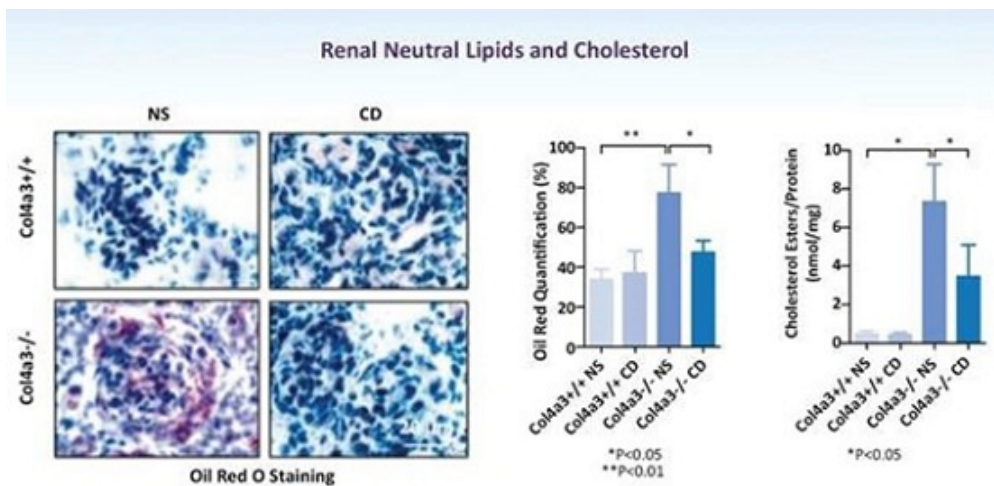 Renal Neutral Lipids and Cholesterol
NS
CD
Col4a3+/+
Col4a3-/-
Oil Red O Staining
**
*
Oil Red Quantification (%)
100
80
60
40
20
0
Col4a3+/+ NS
Col4a3+/+ CD
Col4a3-/- NS
Col4a3-/- CD
*P<0.05
**P<0.01
*
*
Cholesterol Esters/Protein
(nmol/mg)
10
8
6
4
2
0
Col4a3+/+ NS
Col4a3+/+ CD
Col4a3-/- NS
Col4a3-/- CD
*P<0.05